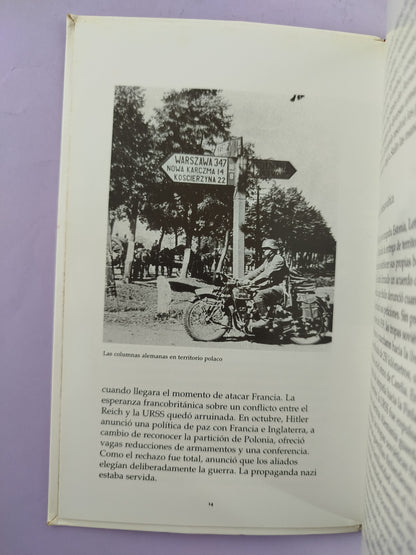 WARSZAWA 347
NOWA KARCZMA 14
KOŚCIERZYNA 22
Las columnas alemanas en territorio polaco
cuando llegara el momento de atacar Francia. La
esperanza francobritánica sobre un conflicto entre el
Reich y la URSS quedó arruinada. En octubre, Hitler
anunció una política de paz con Francia e Inglaterra, a
cambio de reconocer la partición de Polonia, ofreció
vagas reducciones de armamentos y una conferencia.
Como el rechazo fue total, anunció que los aliados
elegían deliberadamente la guerra. La propaganda nazi
estaba servida.
14